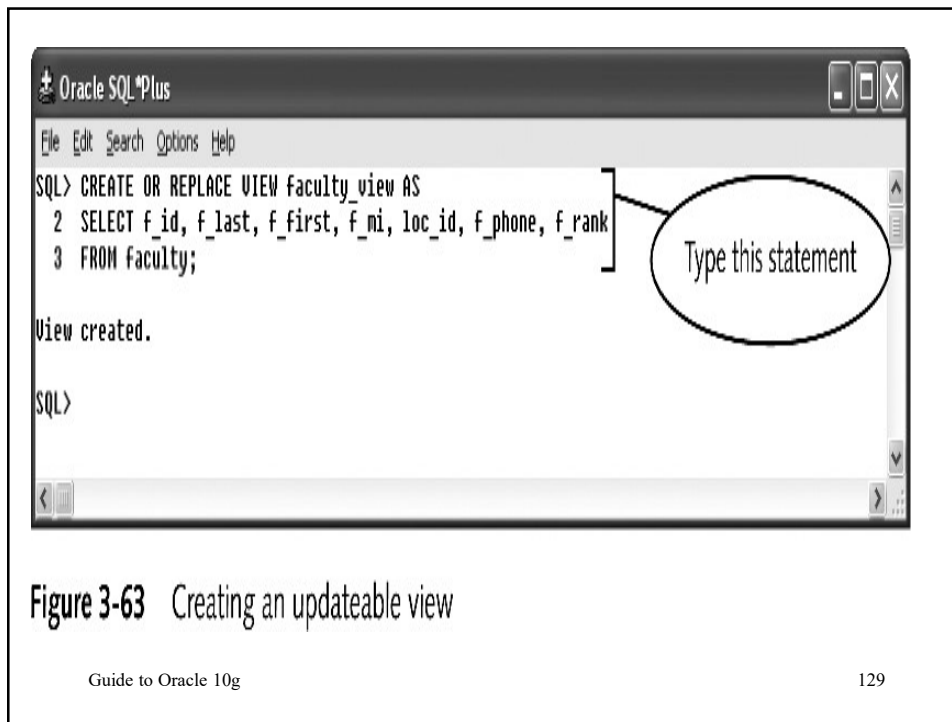 Oracle SQL*Plus
File Edit Search Options Help
SQL> CREATE OR REPLACE VIEW faculty_view AS
2 SELECT f_id, f_last, f_first, f_mi, loc_id, f_phone, f_rank
3 FROM faculty;
Type this statement
View created.
SQL>
Figure 3-63 Creating an updateable view
Guide to Oracle 10g 129